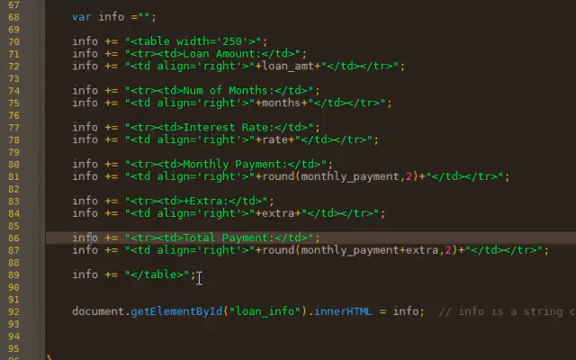 67
68 var info ="";
69
70 info += "<table width='250'>";
71 info += "<tr><td>Loan Amount:</td>";
72 info += "<td align='right'>"+loan_amt+"</td></tr>";
73
74 info += "<tr><td>Num of Months:</td>";
75 info += "<td align='right'>"+months+"</td></tr>";
76
77 info += "<tr><td>Interest Rate:</td>";
78 info += "<td align='right'>"+rate+"</td></tr>";
79
80 info += "<tr><td>Monthly Payment:</td>";
81 info += "<td align='right'>"+round(monthly_payment,2)+"</td></tr>";
82
83 info += "<tr><td>+Extra:</td>";
84 info += "<td align='right'>"+extra+"</td></tr>";
85
86 info += "<tr><td>Total Payment:</td>";
87 info += "<td align='right'>"+round(monthly_payment+extra,2)+"</td></tr>";
88
89 info += "</table>";
90
91
92 document.getElementById("loan_info").innerHTML = info; // info is a string c
93
94
95
96 }